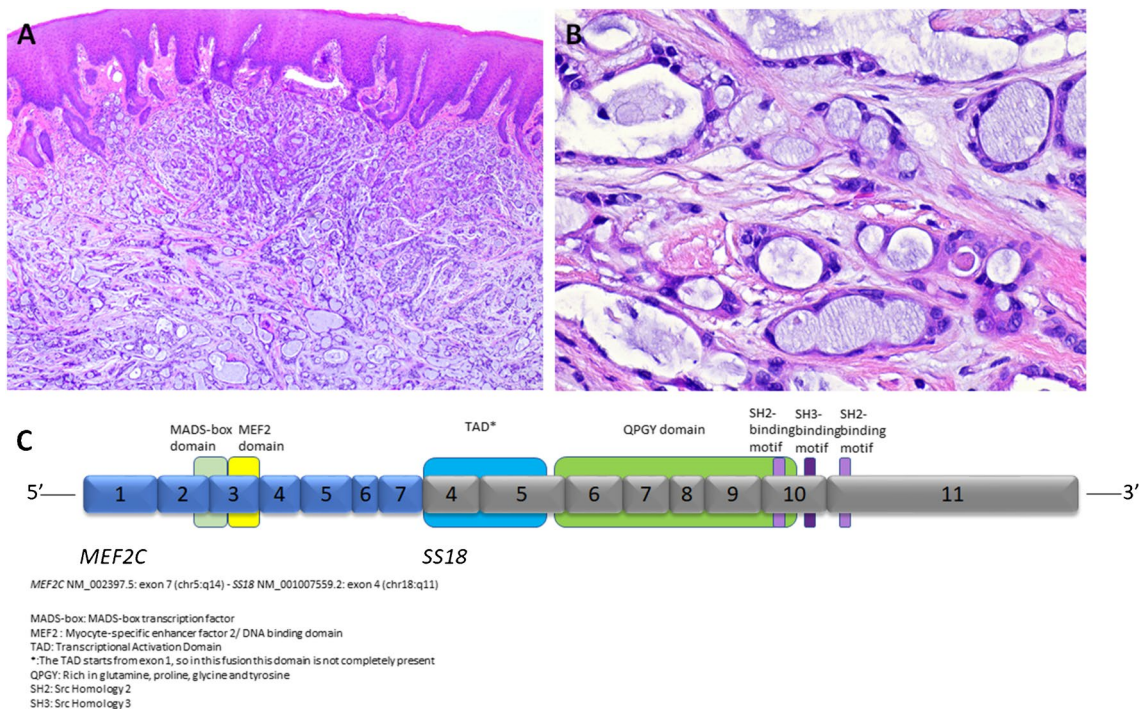 A
B
C
MADS-box domain
MEF2 domain
TAD*
QPGY domain
SH2-binding motif
SH3-binding motif
SH2-binding motif
5’ 1 2 3 4 5 6 7 4 5 6 7 8 9 10 11 3’
MEF2C SS18
MEF2C NM_002397.5: exon 7 (chr5:q14) - SS18 NM_001007559.2: exon 4 (chr18:q11)
MADS-box: MADS-box transcription factor
MEF2 : Myocyte-specific enhancer factor 2/ DNA binding domain
TAD: Transcriptional Activation Domain
*:The TAD starts from exon 1, so in this fusion this domain is not completely present
QPGY: Rich in glutamine, proline, glycine and tyrosine
SH2: Src Homology 2
SH3: Src Homology 3